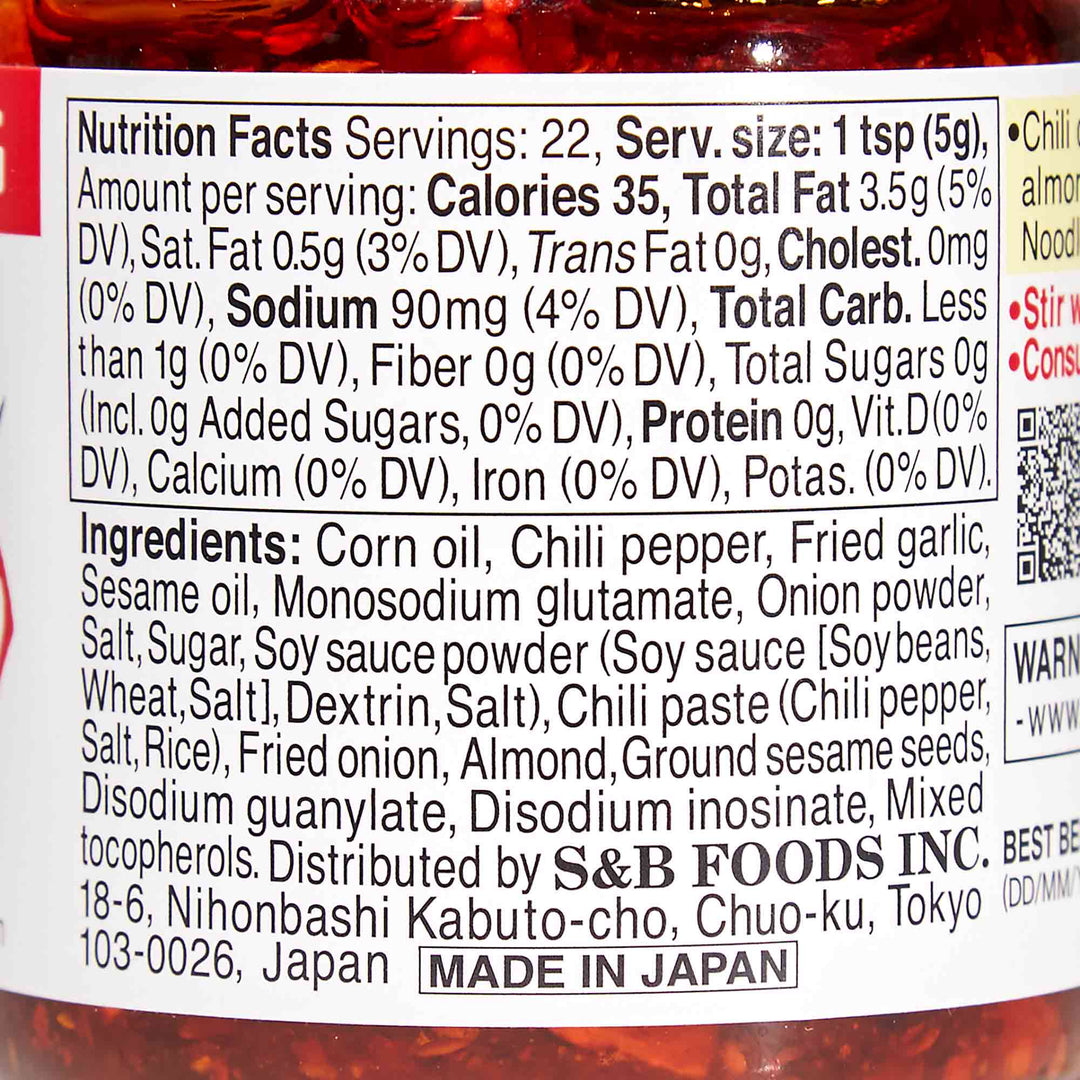 Nutrition Facts Servings: 22, Serv. size: 1 tsp (5g),
Amount per serving: Calories 35, Total Fat 3.5g (5%
DV), Sat. Fat 0.5g (3% DV), Trans Fat 0g, Cholest. 0mg
(0% DV), Sodium 90mg (4% DV), Total Carb. Less
than 1g (0% DV), Fiber 0g (0% DV), Total Sugars 0g
(Incl. 0g Added Sugars, 0% DV), Protein 0g, Vit.D (0%
DV), Calcium (0% DV), Iron (0% DV), Potas. (0% DV).
Ingredients: Corn oil, Chili pepper, Fried garlic,
Sesame oil, Monosodium glutamate, Onion powder,
Salt, Sugar, Soy sauce powder (Soy sauce [Soybeans,
Wheat, Salt], Dextrin, Salt), Chili paste (Chili pepper,
Salt, Rice), Fried onion, Almond, Ground sesame seeds,
Disodium guanylate, Disodium inosinate, Mixed
tocopherols. Distributed by S&B FOODS INC.
18-6, Nihonbashi Kabuto-cho, Chuo-ku, Tokyo
103-0026, Japan MADE IN JAPAN
•Chili
•Stir
BEST
(DD/MM/